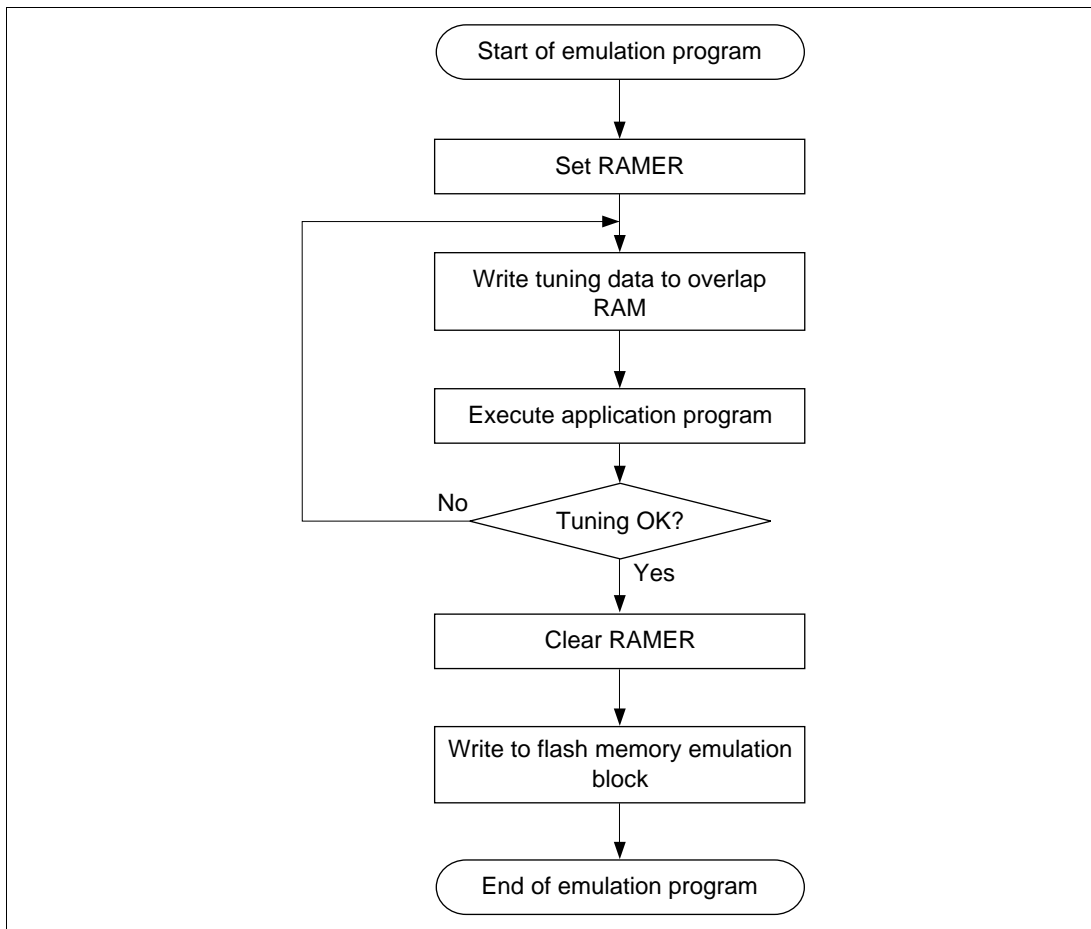 Start of emulation program
Set RAMER
Write tuning data to overlap
RAM
Execute application program
No
Tuning OK?
Yes
Clear RAMER
Write to flash memory emulation
block
End of emulation program